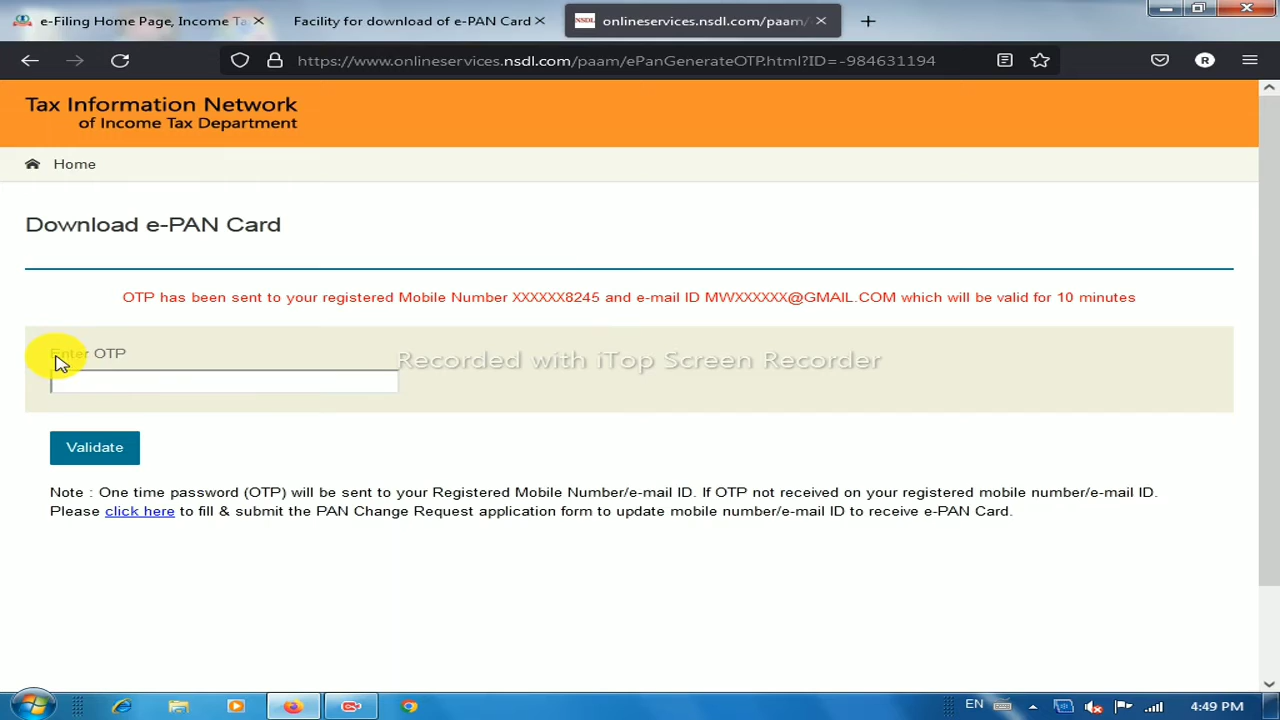 e-Filing Home Page, Income Ta
Facility for download of e-PAN Card
NSDL
onlineservices.nsdl.com/paam/
https://www.onlineservices.nsdl.com/paam/ePanGenerateOTP.html?ID=-984631194
R
Tax Information Network
of Income Tax Department
Home
Download e-PAN Card
OTP has been sent to your registered Mobile Number XXXXXX8245 and e-mail ID MWXXXXXX@GMAIL.COM which will be valid for 10 minutes
Enter OTP
Recorded with iTop Screen Recorder
Validate
Note : One time password (OTP) will be sent to your Registered Mobile Number/e-mail ID. If OTP not received on your registered mobile number/e-mail ID.
Please click here to fill & submit the PAN Change Request application form to update mobile number/e-mail ID to receive e-PAN Card.
EN
4:49 PM